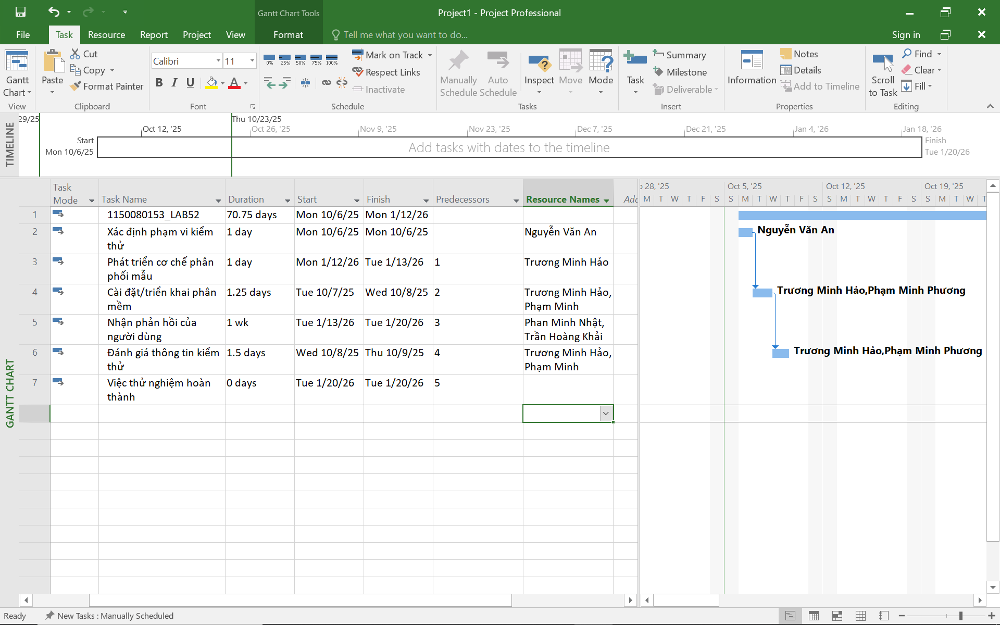 Gantt Chart Tools
Project1 - Project Professional
File
Task
Resource
Report
Project
View
Format
Tell me what you want to do...
Sign in
Gantt
Chart
View
Paste
Cut
Copy
Format Painter
Clipboard
Calibri
11
B I U
A
Font
0% 25% 50% 75% 100%
Mark on Track
Respect Links
Inactivate
Schedule
Manually
Schedule
Auto
Schedule
Inspect
Move
Mode
Tasks
Task
Summary
Milestone
Deliverable
Insert
Information
Notes
Details
Add to Timeline
Properties
Scroll
to Task
Find
Clear
Fill
Editing
TIMELINE
29/25
Thu 10/23/25
Oct 12, '25
Oct 26, '25
Nov 9, '25
Nov 23, '25
Dec 7, '25
Dec 21, '25
Jan 4, '26
Jan 18, '26
Start
Mon 10/6/25
Add tasks with dates to the timeline
Finish
Tue 1/20/26
GANTT CHART
Task
Mode
Task Name
Duration
Start
Finish
Predecessors
Resource Names
Add
28, '25
Oct 5, '25
Oct 12, '25
Oct 19, '25
M T W T F S S M T W T F S S M T W T F S S M T W T
1 1150080153_LAB52 70.75 days Mon 10/6/25 Mon 1/12/26
2 Xác định phạm vi kiểm 1 day Mon 10/6/25 Mon 10/6/25 Nguyễn Văn An
thử
3 Phát triển cơ chế phân 1 day Mon 1/12/26 Tue 1/13/26 1 Trương Minh Hảo
phối mẫu
4 Cài đặt/triển khai phân 1.25 days Tue 10/7/25 Wed 10/8/25 2 Trương Minh Hảo,
mềm Phạm Minh
5 Nhận phản hồi của 1 wk Tue 1/13/26 Tue 1/20/26 3 Phan Minh Nhật,
người dùng Trần Hoàng Khải
6 Đánh giá thông tin kiểm 1.5 days Wed 10/8/25 Thu 10/9/25 4 Trương Minh Hảo,
thử Phạm Minh
7 Việc thử nghiệm hoàn 0 days Tue 1/20/26 Tue 1/20/26 5
thành
Nguyễn Văn An
Trương Minh Hảo,Phạm Minh Phương
Trương Minh Hảo,Phạm Minh Phương
Ready
New Tasks : Manually Scheduled